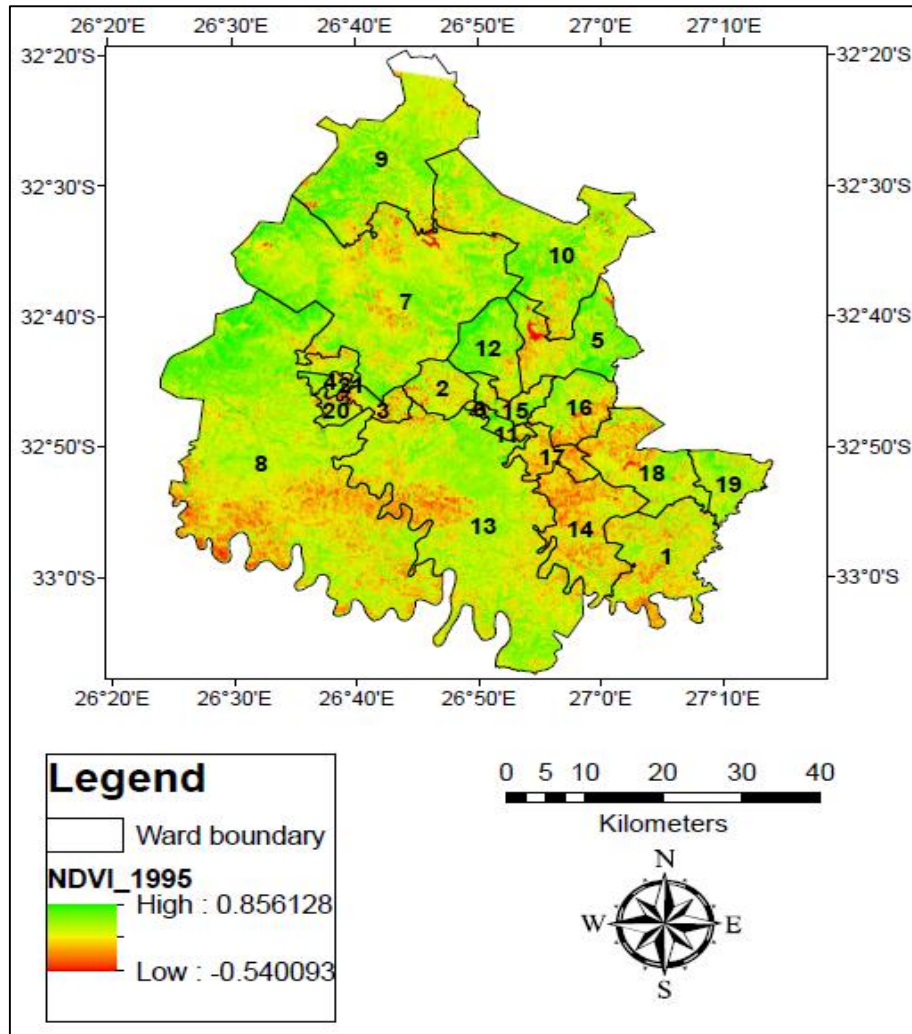 26°20'E 26°30'E 26°40'E 26°50'E 27°0'E 27°10'E
32°20'S 32°20'S
9
32°30'S 32°30'S
10
7
32°40'S 32°40'S
12 5
4 21 2
20 3 15 16
11
32°50'S 32°50'S
17
8 18 19
13 14
1
33°0'S 33°0'S
26°20'E 26°30'E 26°40'E 26°50'E 27°0'E 27°10'E
Legend
Ward boundary
NDVI_1995
High : 0.856128
Low : -0.540093
0 5 10 20 30 40
Kilometers
N
W E
S